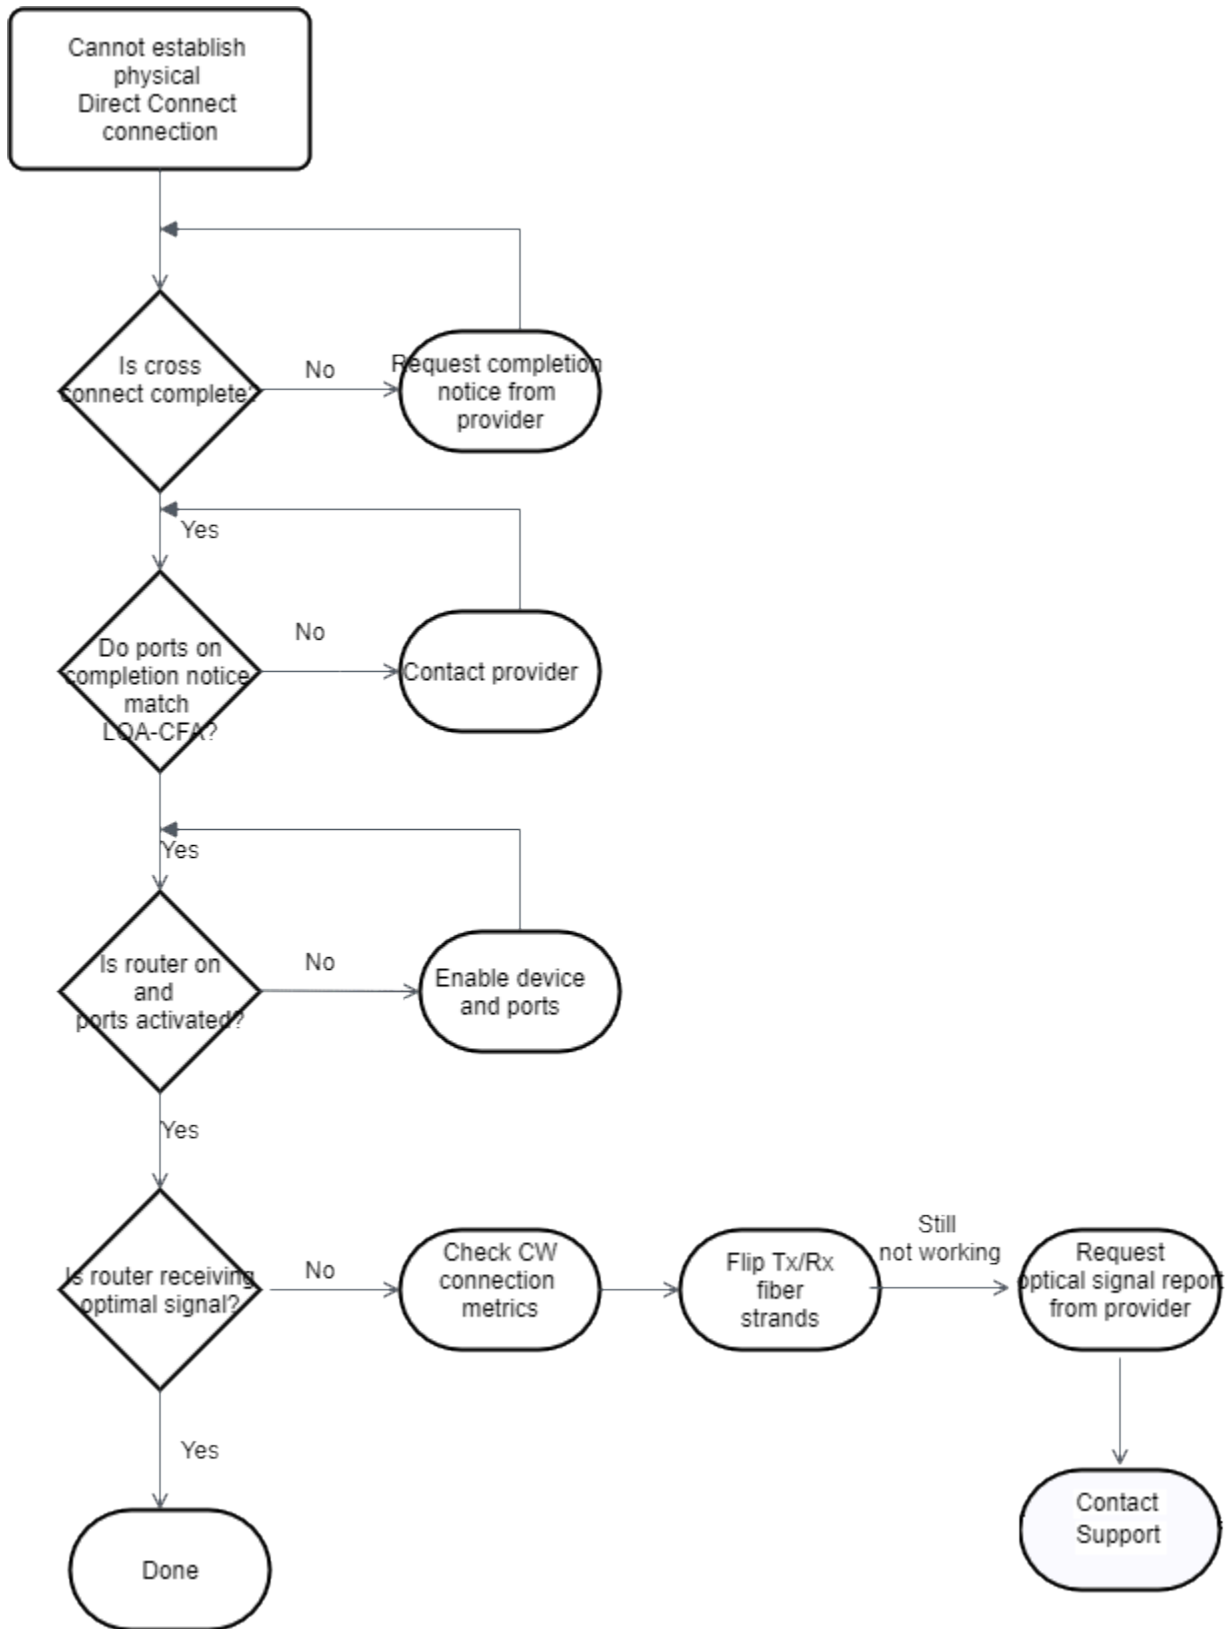 Cannot establish
physical
Direct Connect
connection
Is cross
connect complete?
No
Request completion
notice from
provider
Yes
Do ports on
completion notice
match
LOA-CFA?
No
Contact provider
Yes
Is router on
and
ports activated?
No
Enable device
and ports
Yes
Is router receiving
optimal signal?
No
Check CW
connection
metrics
Flip Tx/Rx
fiber
strands
Still
not working
Request
optical signal report
from provider
Yes
Contact
Support
Done